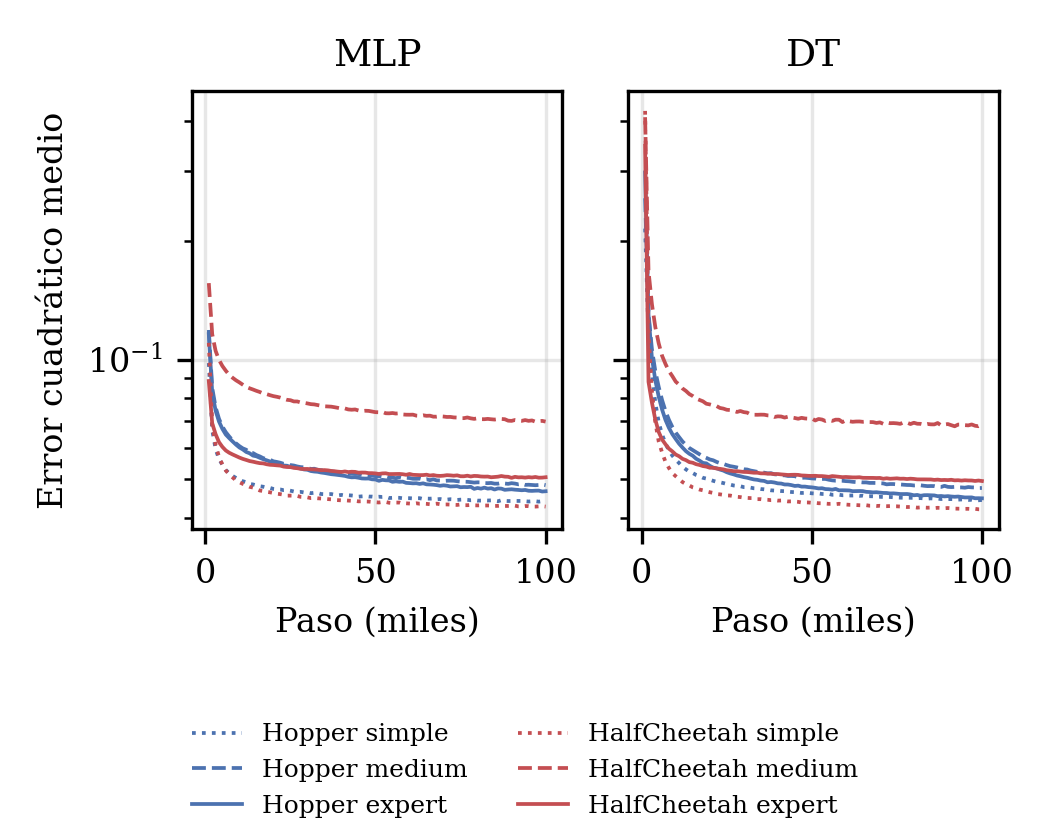 MLP
DT
Error cuadrático medio
10⁻¹
0
50
100
0
50
100
Paso (miles)
Paso (miles)
Hopper simple
HalfCheetah simple
Hopper medium
HalfCheetah medium
Hopper expert
HalfCheetah expert